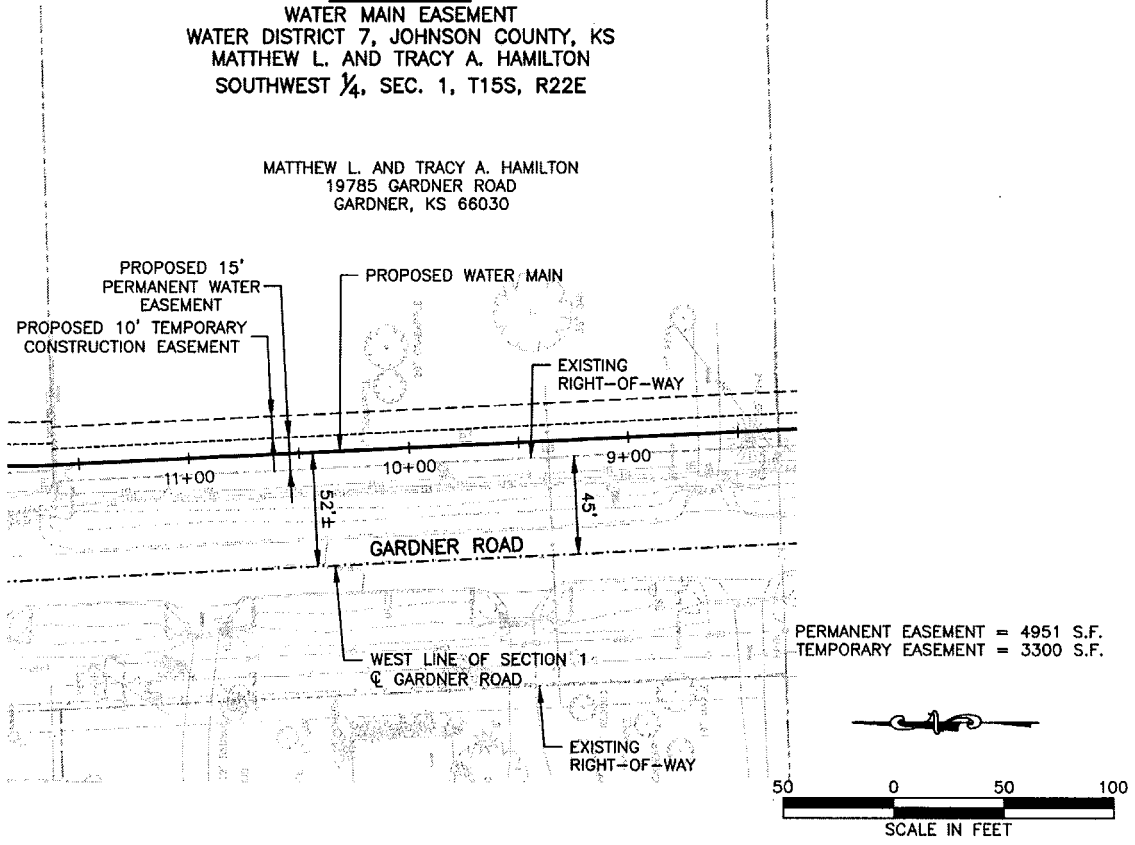 WATER MAIN EASEMENT
WATER DISTRICT 7, JOHNSON COUNTY, KS
MATTHEW L. AND TRACY A. HAMILTON
SOUTHWEST 1/4, SEC. 1, T15S, R22E
MATTHEW L. AND TRACY A. HAMILTON
19785 GARDNER ROAD
GARDNER, KS 66030
PROPOSED 15'
PERMANENT WATER
EASEMENT
PROPOSED 10' TEMPORARY
CONSTRUCTION EASEMENT
PROPOSED WATER MAIN
EXISTING
RIGHT-OF-WAY
11+00
10+00
9+00
52'±
45'
GARDNER ROAD
WEST LINE OF SECTION 1
℄ GARDNER ROAD
EXISTING
RIGHT-OF-WAY
PERMANENT EASEMENT = 4951 S.F.
TEMPORARY EASEMENT = 3300 S.F.
50 0 50 100
SCALE IN FEET